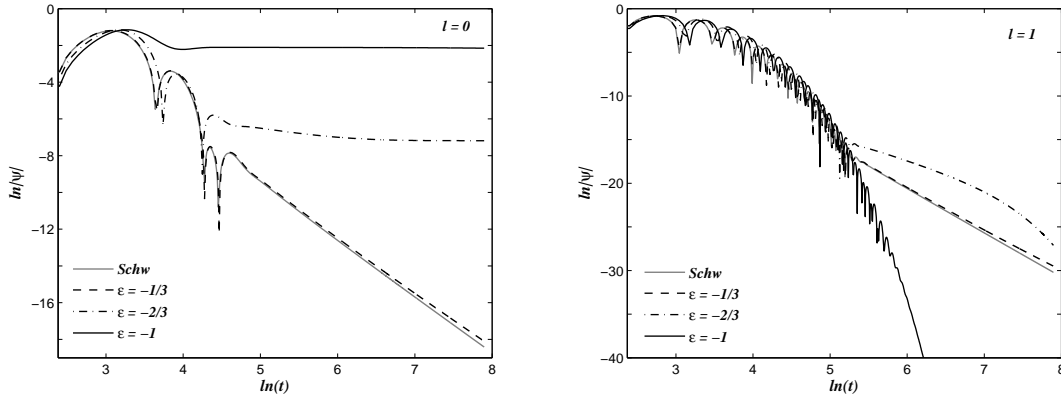 l = 0
0
-4
-8
-12
-16
ln/ψ/
Schw
ε = -1/3
ε = -2/3
ε = -1
3 4 5 6 7 8
ln(t)
l = 1
0
-10
-20
-30
-40
ln/ψ/
Schw
ε = -1/3
ε = -2/3
ε = -1
3 4 5 6 7 8
ln(t)